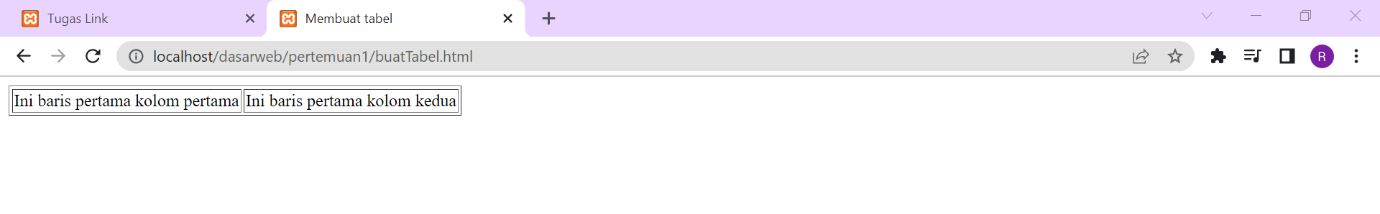 Tugas Link
Membuat tabel
localhost/dasarweb/pertemuan1/buatTabel.html
R
Ini baris pertama kolom pertama Ini baris pertama kolom kedua